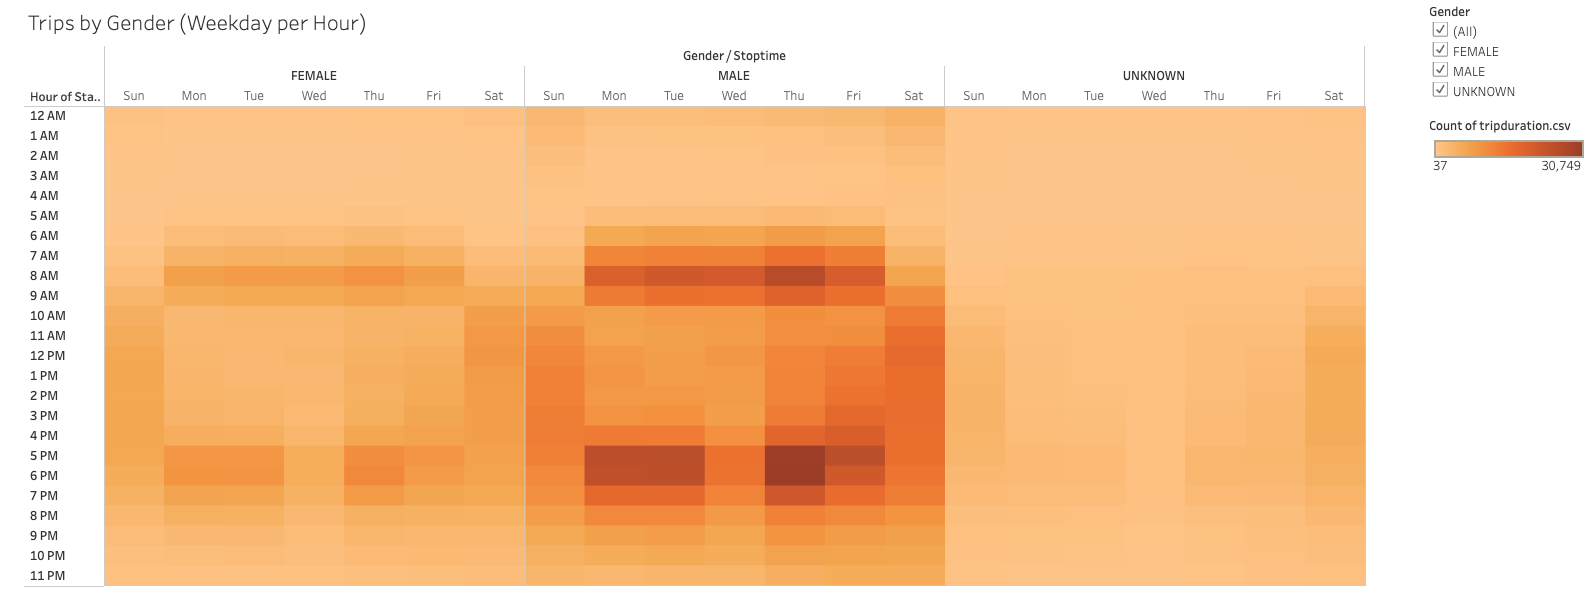 Trips by Gender (Weekday per Hour)
Gender / Stoptime
FEMALE MALE UNKNOWN
Hour of Sta.. Sun Mon Tue Wed Thu Fri Sat Sun Mon Tue Wed Thu Fri Sat Sun Mon Tue Wed Thu Fri Sat
12 AM
1 AM
2 AM
3 AM
4 AM
5 AM
6 AM
7 AM
8 AM
9 AM
10 AM
11 AM
12 PM
1 PM
2 PM
3 PM
4 PM
5 PM
6 PM
7 PM
8 PM
9 PM
10 PM
11 PM
Gender
(All)
FEMALE
MALE
UNKNOWN
Count of tripduration.csv
37 30,749